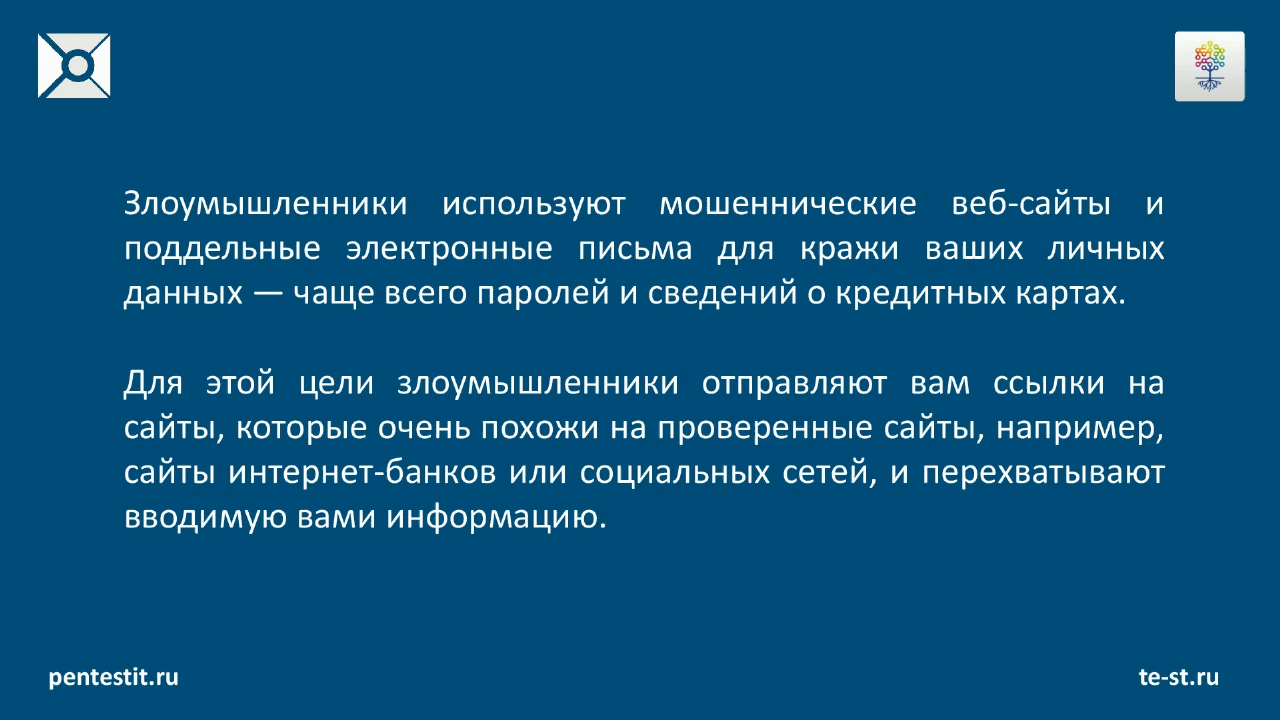 Злоумышленники используют мошеннические веб-сайты и
поддельные электронные письма для кражи ваших личных
данных — чаще всего паролей и сведений о кредитных картах.
Для этой цели злоумышленники отправляют вам ссылки на
сайты, которые очень похожи на проверенные сайты, например,
сайты интернет-банков или социальных сетей, и перехватывают
вводимую вами информацию.
pentestit.ru
te-st.ru